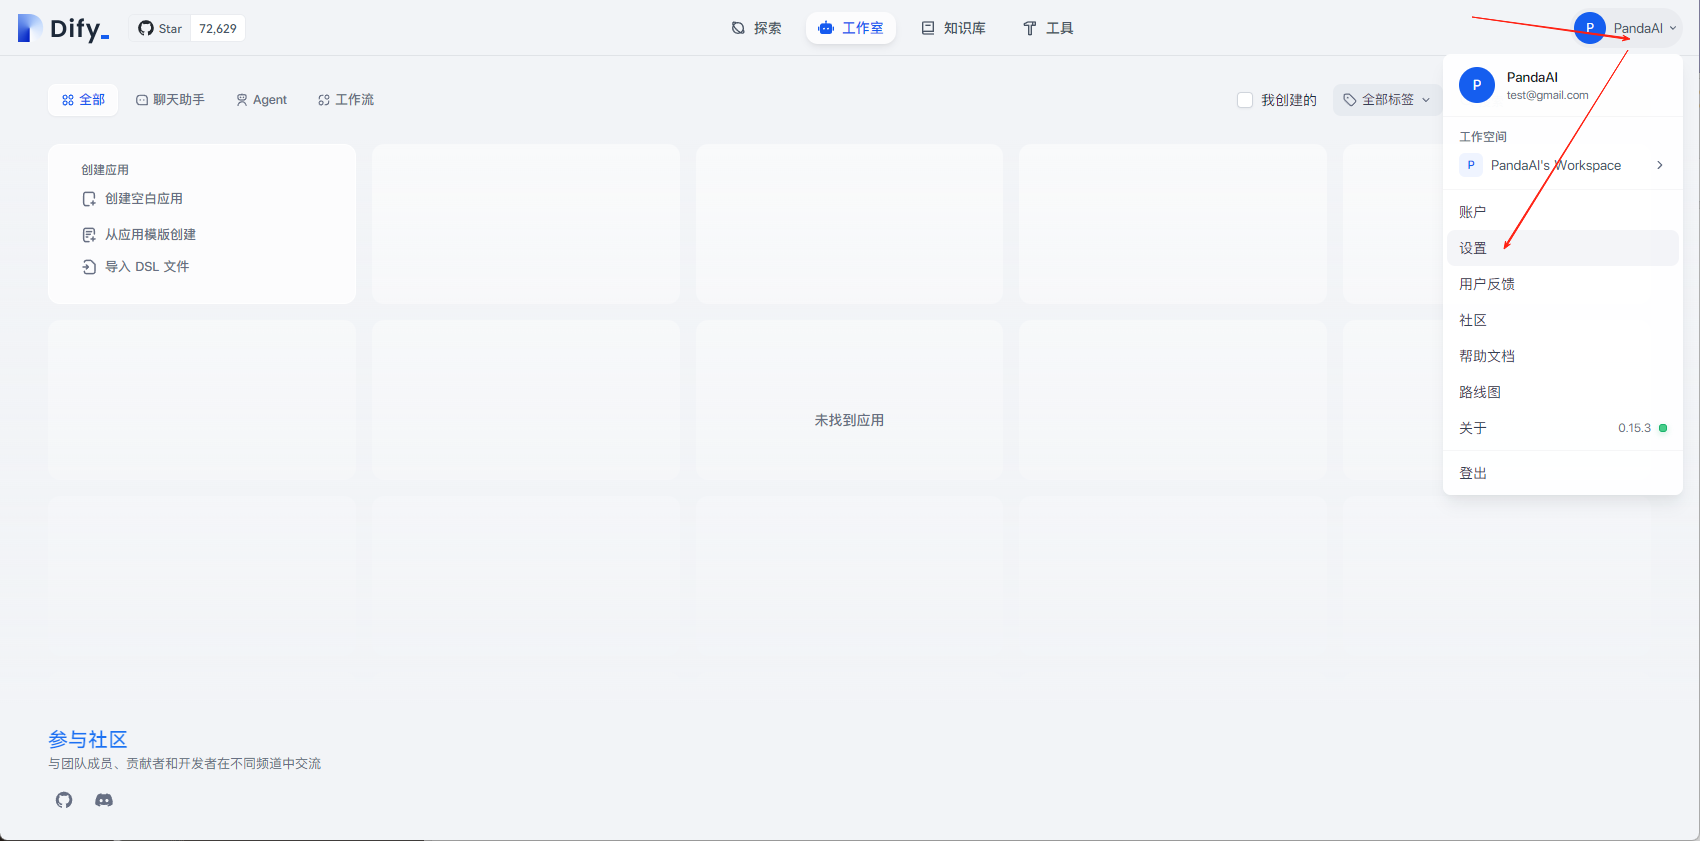 Dify_
Star 72,629
探索 工作室 知识库 工具
P PandaAI
全部 聊天助手 Agent 工作流
我创建的 全部标签
P PandaAI
test@gmail.com
工作空间
P PandaAI's Workspace
账户
设置
用户反馈
社区
帮助文档
路线图
关于 0.15.3
登出
创建应用
创建空白应用
从应用模版创建
导入 DSL 文件
未找到应用
参与社区
与团队成员、贡献者和开发者在不同频道中交流